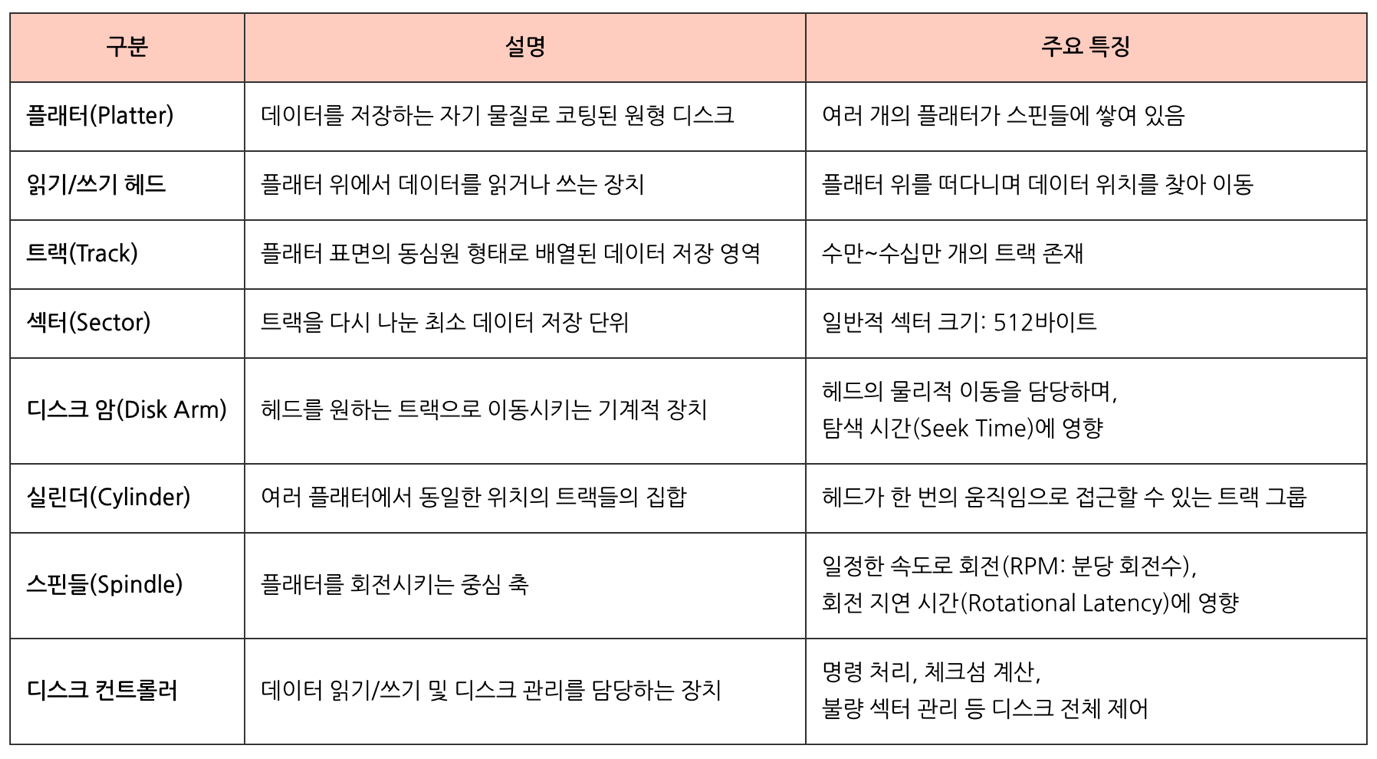 구분 설명 주요 특징
플래터(Platter) 데이터를 저장하는 자기 물질로 코팅된 원형 디스크 여러 개의 플래터가 스핀들에 쌓여 있음
읽기/쓰기 헤드 플래터 위에서 데이터를 읽거나 쓰는 장치 플래터 위를 떠다니며 데이터 위치를 찾아 이동
트랙(Track) 플래터 표면의 동심원 형태로 배열된 데이터 저장 영역 수만~수십만 개의 트랙 존재
섹터(Sector) 트랙을 다시 나눈 최소 데이터 저장 단위 일반적 섹터 크기: 512바이트
디스크 암(Disk Arm) 헤드를 원하는 트랙으로 이동시키는 기계적 장치 헤드의 물리적 이동을 담당하며,
탐색 시간(Seek Time)에 영향
실린더(Cylinder) 여러 플래터에서 동일한 위치의 트랙들의 집합 헤드가 한 번의 움직임으로 접근할 수 있는 트랙 그룹
스핀들(Spindle) 플래터를 회전시키는 중심 축 일정한 속도로 회전(RPM: 분당 회전수),
회전 지연 시간(Rotational Latency)에 영향
디스크 컨트롤러 데이터 읽기/쓰기 및 디스크 관리를 담당하는 장치 명령 처리, 체크섬 계산,
불량 섹터 관리 등 디스크 전체 제어